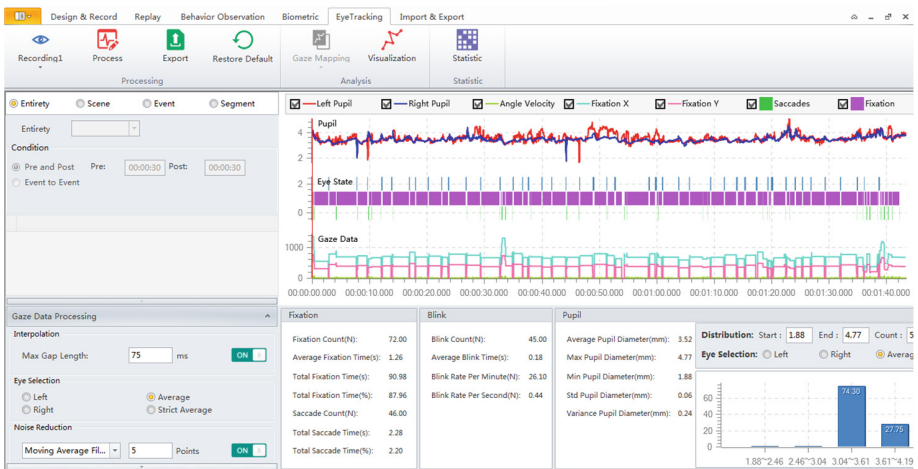 Design & Record Replay Behavior Observation Biometric EyeTracking Import & Export
Recording1 Process Export Restore Default Gaze Mapping Visualization Statistic
Processing Analysis Statistic
Entirety Scene Event Segment
Left Pupil Right Pupil Angle Velocity Fixation X Fixation Y Saccades Fixation
Entirety
Condition
Pre and Post Pre: 00:00:30 Post: 00:00:30
Event to Event
Pupil
4
2
Eye State
2
0
Gaze Data
1000
0
00:00:00.000 00:00:10.000 00:00:20.000 00:00:30.000 00:00:40.000 00:00:50.000 00:01:00.000 00:01:10.000 00:01:20.000 00:01:30.000 00:01:40.000
Gaze Data Processing
Interpolation
Max Gap Length: 75 ms ON
Eye Selection
Left Average
Right Strict Average
Noise Reduction
Moving Average Fil... 5 Points ON
Fixation
Fixation Count(N): 72.00
Average Fixation Time(s): 1.26
Total Fixation Time(s): 90.98
Total Fixation Time(%): 87.96
Saccade Count(N): 46.00
Total Saccade Time(s): 2.28
Total Saccade Time(%): 2.20
Blink
Blink Count(N): 45.00
Average Blink Time(s): 0.18
Blink Rate Per Minute(N): 26.10
Blink Rate Per Second(N): 0.44
Pupil
Average Pupil Diameter(mm): 3.52
Max Pupil Diameter(mm): 4.77
Min Pupil Diameter(mm): 1.88
Std Pupil Diameter(mm): 0.06
Variance Pupil Diameter(mm): 0.24
Distribution: Start : 1.88 End : 4.77 Count : 5
Eye Selection: Left Right Averag
60
40
20
0
74.30
27.75
1.88~2.46 2.46~3.04 3.04~3.61 3.61~4.19